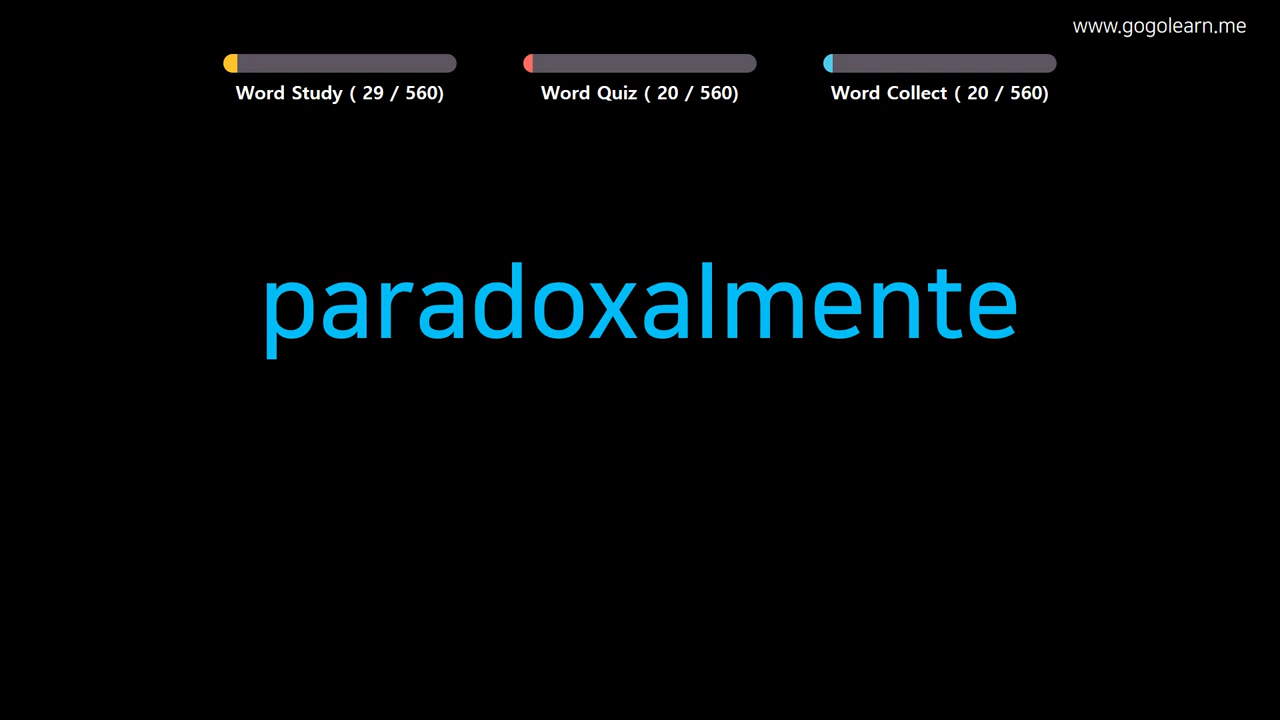 www.gogolearn.me
Word Study ( 29 / 560)
Word Quiz ( 20 / 560)
Word Collect ( 20 / 560)
paradoxalmente